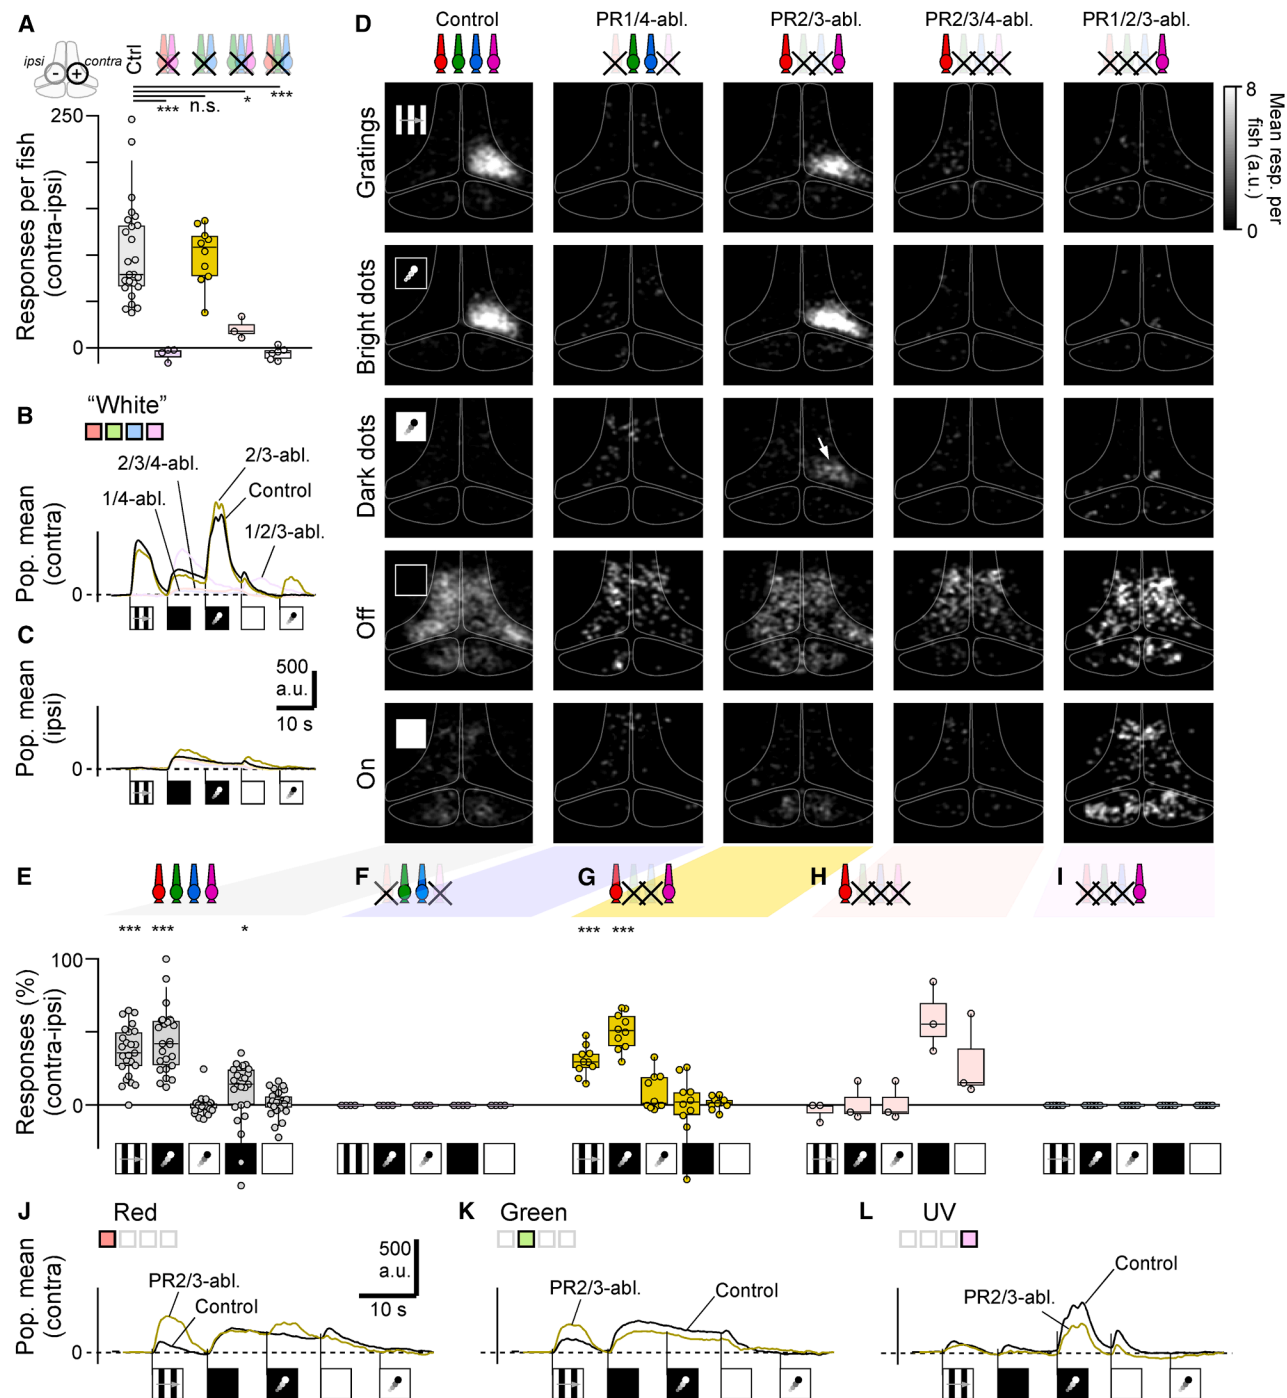 A
ipsi
contra
-
+
Ctrl
***
n.s.
*
***
Responses per fish
(contra-ipsi)
250
0
B
"White"
2/3/4-abl.
2/3-abl.
1/4-abl.
Control
1/2/3-abl.
Pop. mean
(contra)
0
C
500
a.u.
10 s
Pop. mean
(ipsi)
0
D
Control
PR1/4-abl.
PR2/3-abl.
PR2/3/4-abl.
PR1/2/3-abl.
Gratings
Bright dots
Dark dots
Off
On
8
0
Mean resp. per
fish (a.u.)
E
F
G
H
I
***
***
*
***
***
Responses (%)
(contra-ipsi)
100
0
J
Red
PR2/3-abl.
Control
500
a.u.
10 s
Pop. mean
(contra)
0
K
Green
PR2/3-abl.
Control
0
L
UV
PR2/3-abl.
Control
0